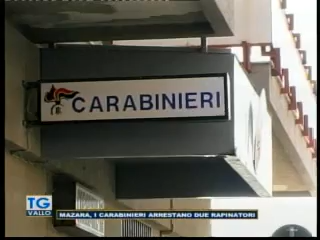 CARABINIERI
TG
VALLO
MAZARA, I CARABINIERI ARRESTANO DUE RAPINATORI